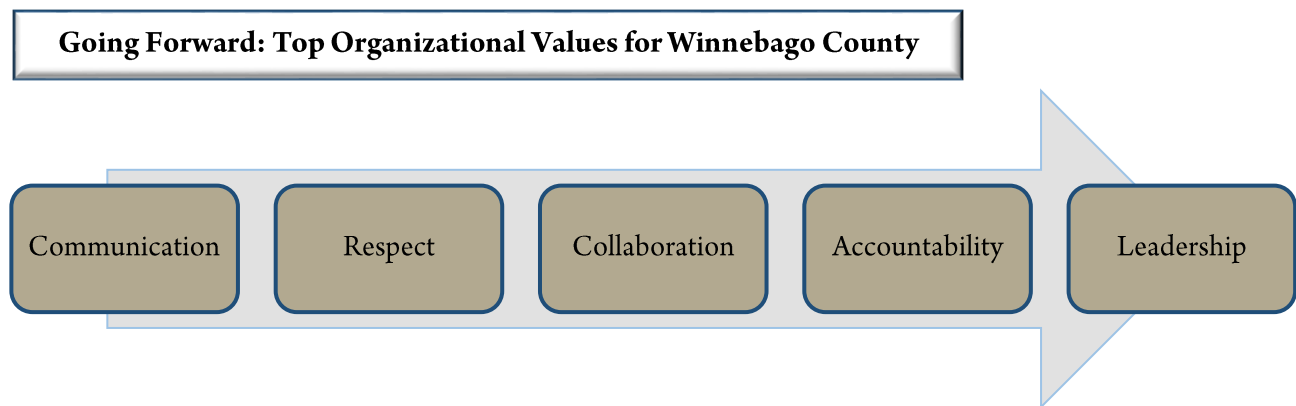 Going Forward: Top Organizational Values for Winnebago County
Communication
Respect
Collaboration
Accountability
Leadership